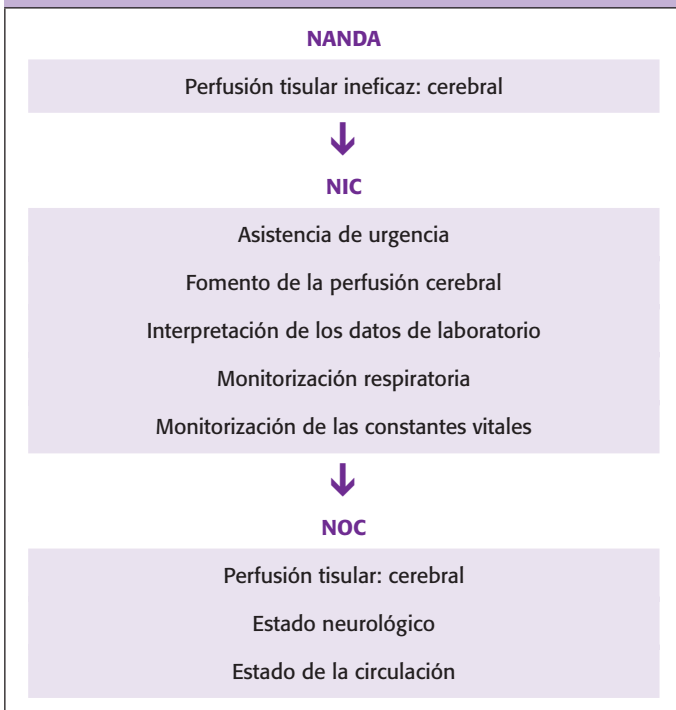 NANDA
Perfusión tisular ineficaz: cerebral
NIC
Asistencia de urgencia
Fomento de la perfusión cerebral
Interpretación de los datos de laboratorio
Monitorización respiratoria
Monitorización de las constantes vitales
NOC
Perfusión tisular: cerebral
Estado neurológico
Estado de la circulación